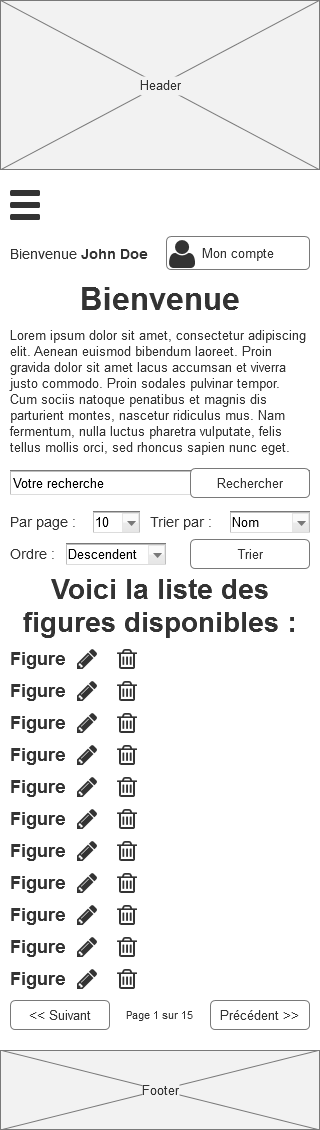 Header
Bienvenue John Doe
Mon compte
Bienvenue
Lorem ipsum dolor sit amet, consectetur adipiscing
elit. Aenean euismod bibendum laoreet. Proin
gravida dolor sit amet lacus accumsan et viverra
justo commodo. Proin sodales pulvinar tempor.
Cum sociis natoque penatibus et magnis dis
parturient montes, nascetur ridiculus mus. Nam
fermentum, nulla luctus pharetra vulputate, felis
tellus mollis orci, sed rhoncus sapien nunc eget.
Votre recherche Rechercher
Par page : 10 Trier par : Nom
Ordre : Descendent Trier
Voici la liste des
figures disponibles :
Figure
Figure
Figure
Figure
Figure
Figure
Figure
Figure
Figure
Figure
Figure
<< Suivant Page 1 sur 15 Précédent >>
Footer